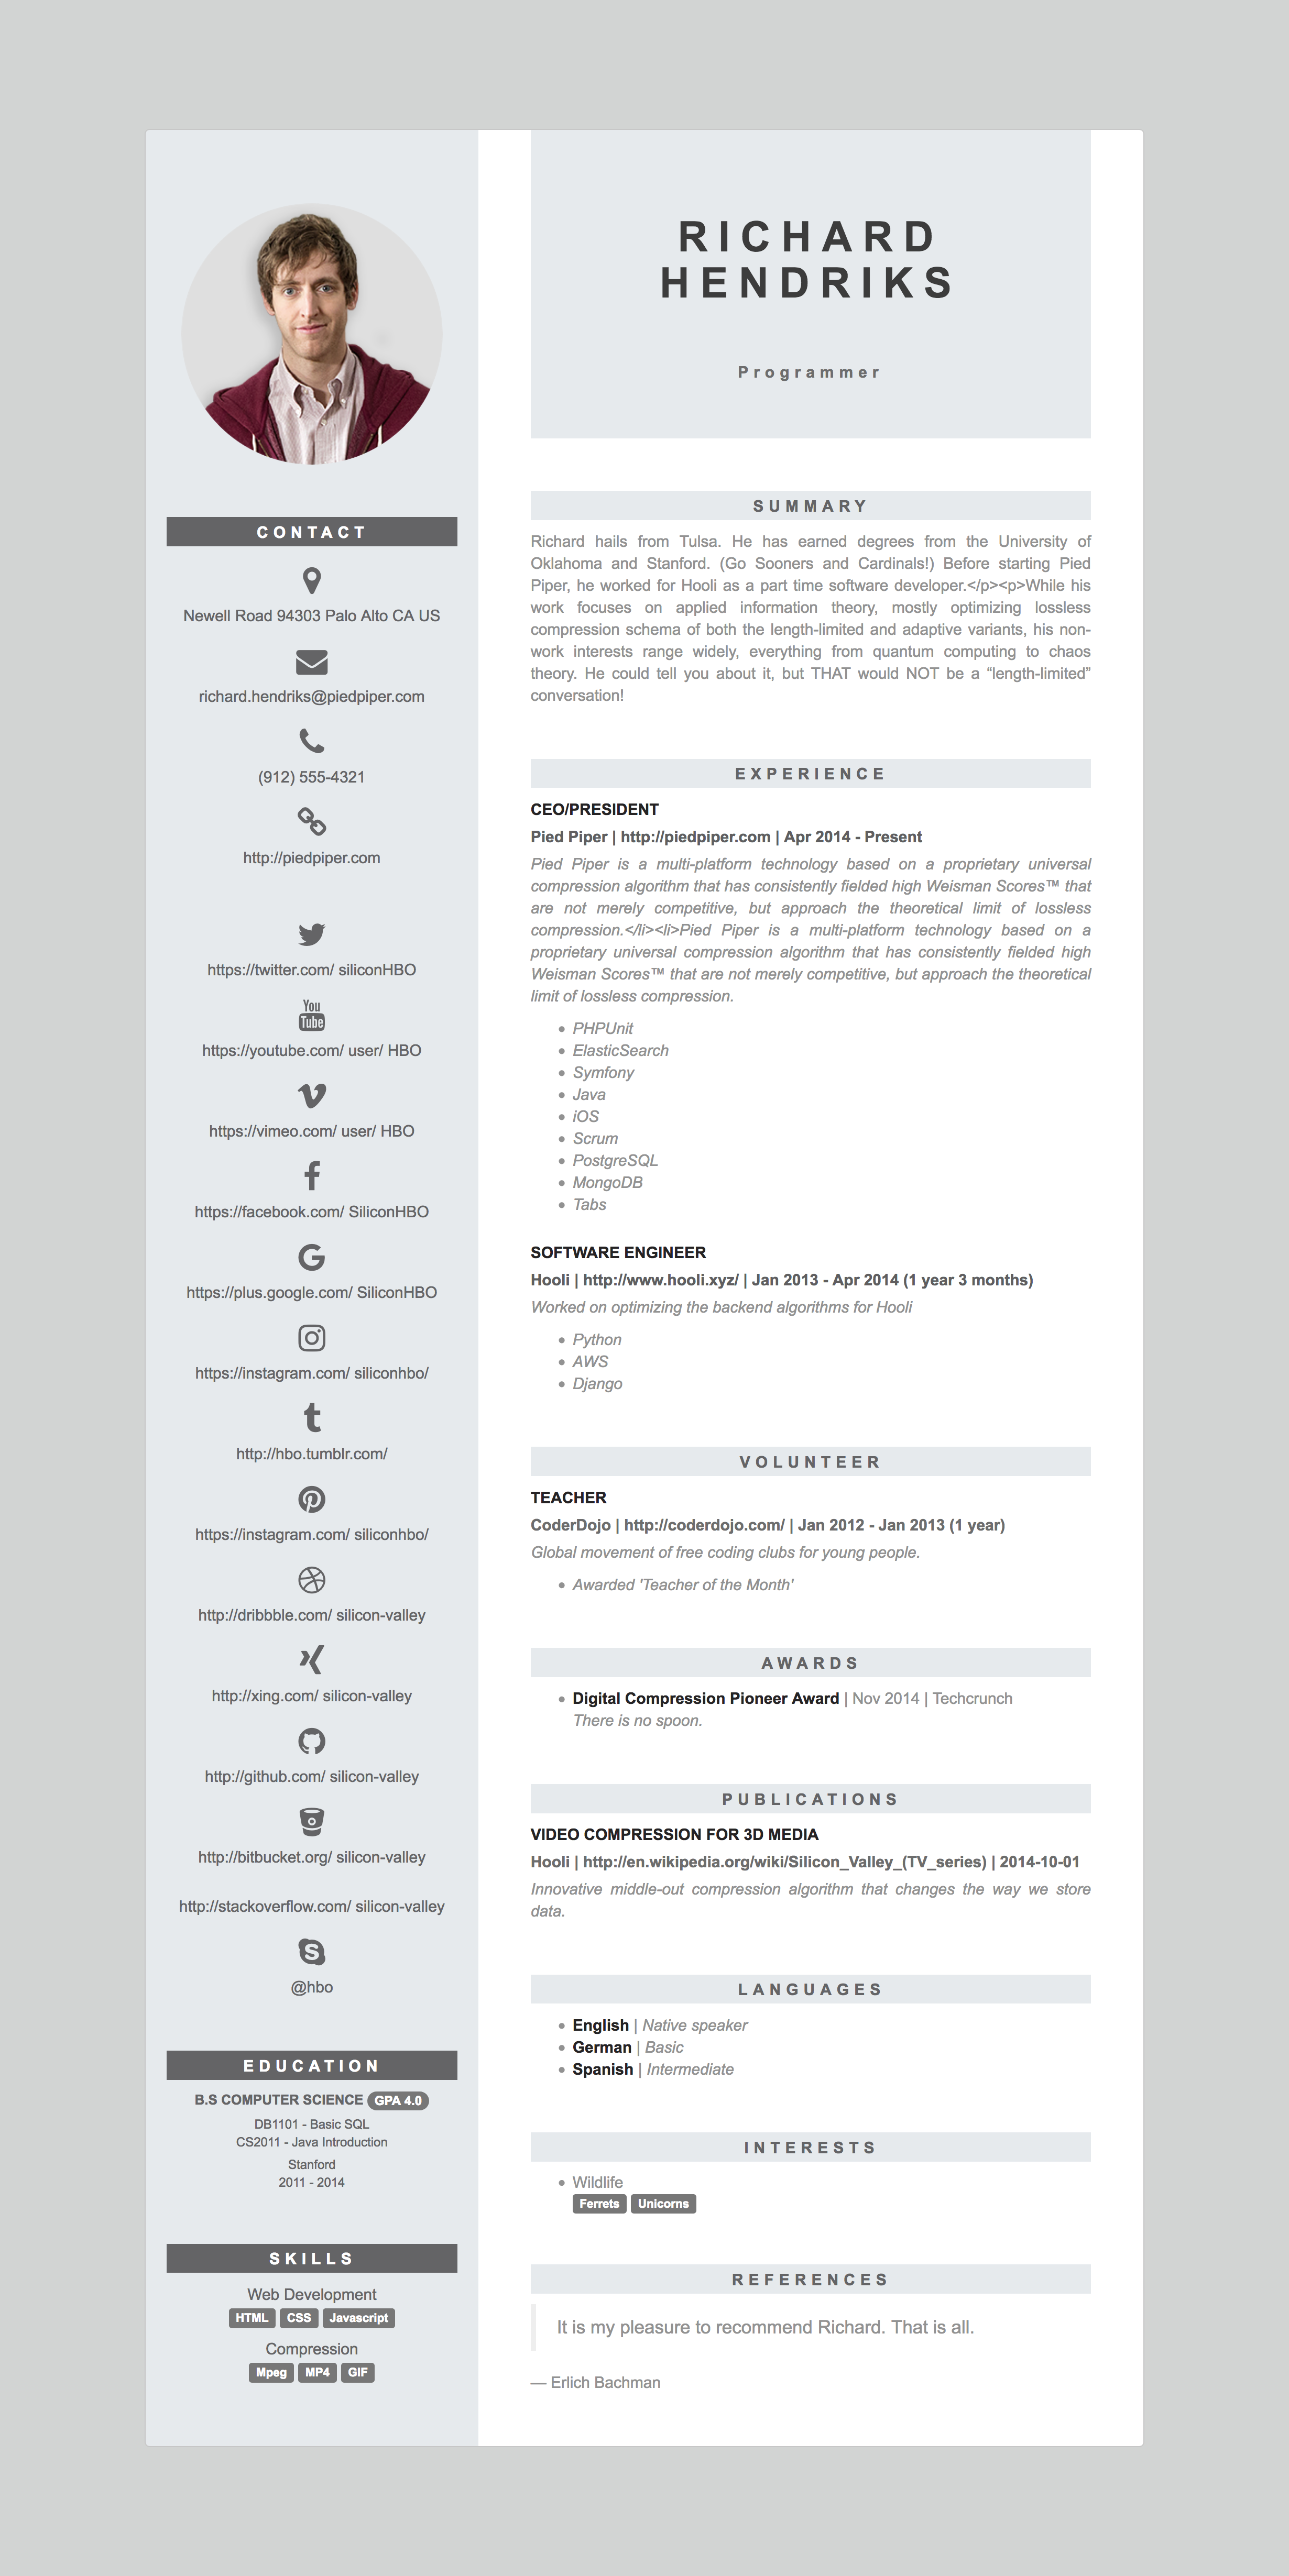 CONTACT
Newell Road 94303 Palo Alto CA US
richard.hendriks@piedpiper.com
(912) 555-4321
http://piedpiper.com
https://twitter.com/ siliconHBO
You
Tube
https://youtube.com/ user/ HBO
https://vimeo.com/ user/ HBO
https://facebook.com/ SiliconHBO
https://plus.google.com/ SiliconHBO
https://instagram.com/ siliconhbo/
http://hbo.tumblr.com/
https://instagram.com/ siliconhbo/
http://dribbble.com/ silicon-valley
http://xing.com/ silicon-valley
http://github.com/ silicon-valley
http://bitbucket.org/ silicon-valley
http://stackoverflow.com/ silicon-valley
@hbo
EDUCATION
B.S COMPUTER SCIENCE GPA 4.0
DB1101 - Basic SQL
CS2011 - Java Introduction
Stanford
2011 - 2014
SKILLS
Web Development
HTML CSS Javascript
Compression
Mpeg MP4 GIF
RICHARD
HENDRIKS
Programmer
SUMMARY
Richard hails from Tulsa. He has earned degrees from the University of
Oklahoma and Stanford. (Go Sooners and Cardinals!) Before starting Pied
Piper, he worked for Hooli as a part time software developer.</p><p>While his
work focuses on applied information theory, mostly optimizing lossless
compression schema of both the length-limited and adaptive variants, his non-
work interests range widely, everything from quantum computing to chaos
theory. He could tell you about it, but THAT would NOT be a “length-limited”
conversation!
EXPERIENCE
CEO/PRESIDENT
Pied Piper | http://piedpiper.com | Apr 2014 - Present
Pied Piper is a multi-platform technology based on a proprietary universal
compression algorithm that has consistently fielded high Weisman Scores™ that
are not merely competitive, but approach the theoretical limit of lossless
compression.</li><li>Pied Piper is a multi-platform technology based on a
proprietary universal compression algorithm that has consistently fielded high
Weisman Scores™ that are not merely competitive, but approach the theoretical
limit of lossless compression.
• PHPUnit
• ElasticSearch
• Symfony
• Java
• iOS
• Scrum
• PostgreSQL
• MongoDB
• Tabs
SOFTWARE ENGINEER
Hooli | http://www.hooli.xyz/ | Jan 2013 - Apr 2014 (1 year 3 months)
Worked on optimizing the backend algorithms for Hooli
• Python
• AWS
• Django
VOLUNTEER
TEACHER
CoderDojo | http://coderdojo.com/ | Jan 2012 - Jan 2013 (1 year)
Global movement of free coding clubs for young people.
• Awarded 'Teacher of the Month'
AWARDS
• Digital Compression Pioneer Award | Nov 2014 | Techcrunch
There is no spoon.
PUBLICATIONS
VIDEO COMPRESSION FOR 3D MEDIA
Hooli | http://en.wikipedia.org/wiki/Silicon_Valley_(TV_series) | 2014-10-01
Innovative middle-out compression algorithm that changes the way we store
data.
LANGUAGES
• English | Native speaker
• German | Basic
• Spanish | Intermediate
INTERESTS
• Wildlife
Ferrets Unicorns
REFERENCES
It is my pleasure to recommend Richard. That is all.
— Erlich Bachman